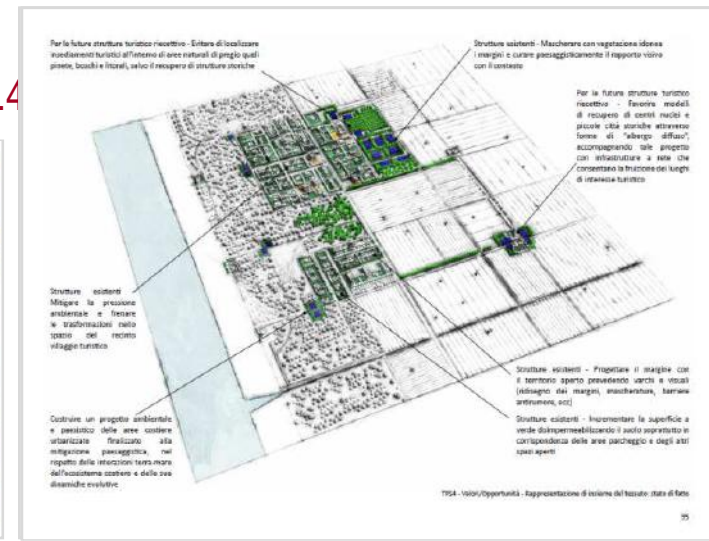 .4
Per le future strutture turistico ricettivo - Evitare di localizzare
insediamenti turistici all'interno di aree naturali di pregio quali
pinete, boschi e litorali, salvo il recupero di strutture storiche
Strutture esistenti - Mascherare con vegetazione idonea
i margini e curare paesaggisticamente il rapporto visivo
con il contesto
Per le future strutture turistico
ricettivo - Favorire modelli
di recupero di centri nuclei e
piccole città storiche attraverso
forme di "albergo diffuso",
accompagnando tale progetto
con infrastrutture a rete che
consentano la fruizione dei luoghi
di interesse turistico
Strutture esistenti -
Mitigare la pressione
ambientale e frenare
le trasformazioni nello
spazio del recinto
villaggio turistico
Strutture esistenti - Progettare il margine con
il territorio aperto prevedendo varchi e visuali
(ridisegno dei margini, mascherature, barriere
antirumore, ecc)
Costruire un progetto ambientale
e paesistico delle aree costiere
urbanizzate finalizzato alla
mitigazione paesaggistica, nel
rispetto delle interazioni terra-mare
dell'ecosistema costiero e delle sue
dinamiche evolutive
Strutture esistenti - Incrementare la superficie a
verde disimpermeabilizzando il suolo soprattutto in
corrispondenza delle aree parcheggio e degli altri
spazi aperti
TPS4 - Valori/Opportunità - Rappresentazione di insieme del tessuto: stato di fatto
95